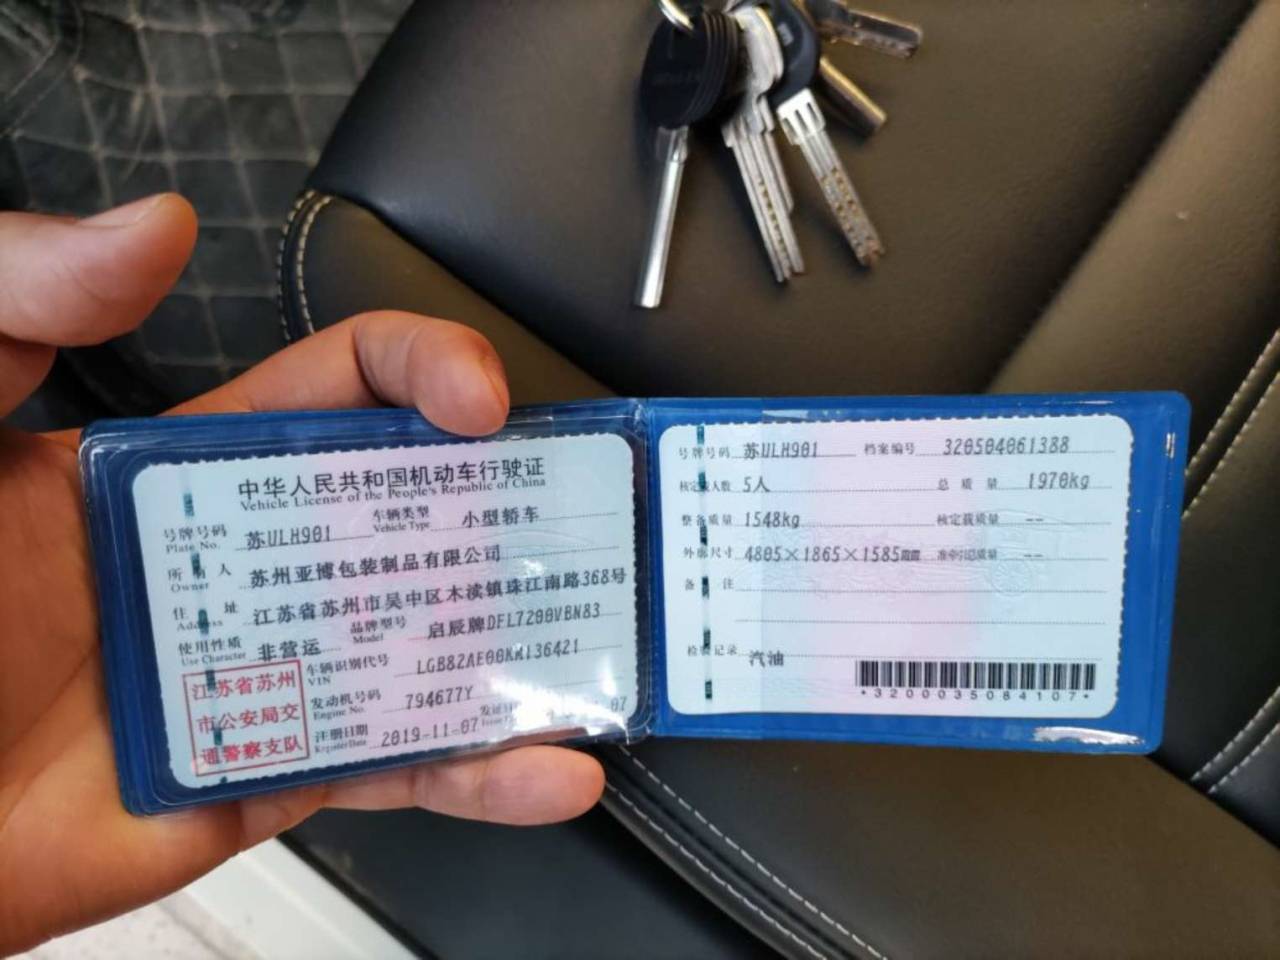 中华人民共和国机动车行驶证
Vehicle License of the People's Republic of China
号牌号码 苏ULH901 车辆类型 小型轿车
Plate No. Vehicle Type
所有人 苏州亚博包装制品有限公司
Owner
住址 江苏省苏州市吴中区木渎镇珠江南路368号
Address
使用性质 非营运 品牌型号 启辰牌DFL7200VBN83
Use Character Model
江苏省苏州
市公安局交
通警察支队
车辆识别代号 LGB82AE00KR136421
VIN
发动机号码 794677Y
Engine No.
注册日期 2019-11-07 发证日期 07
Register Date Issue
号牌号码 苏ULH901 档案编号 320504061388
核定载人数 5人 总质量 1970kg
整备质量 1548kg 核定载质量 --
外廓尺寸 4805×1865×1585mm 准牵引总质量 --
备注
检验记录 汽油
*3200035084107*